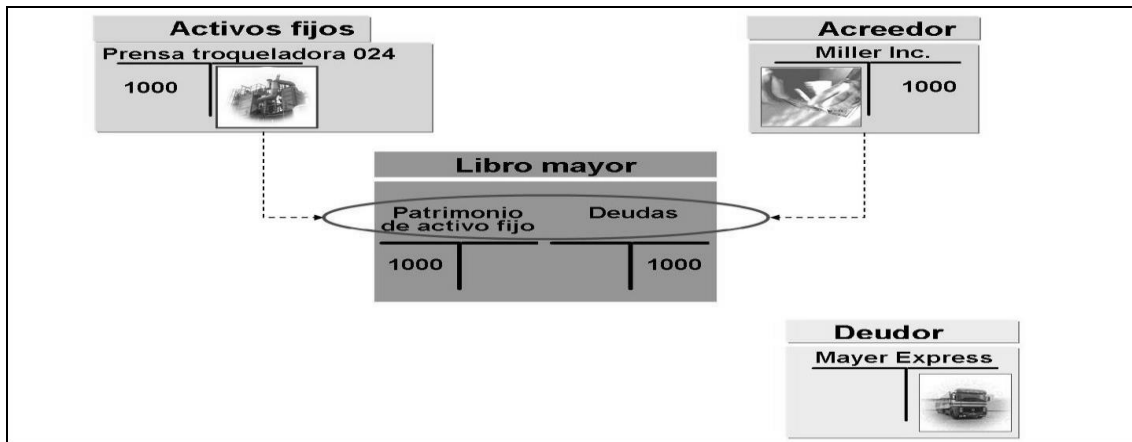 Activos fijos
Prensa troqueladora 024
1000
Acreedor
Miller Inc.
1000
Libro mayor
Patrimonio
de activo fijo
Deudas
1000
1000
Deudor
Mayer Express